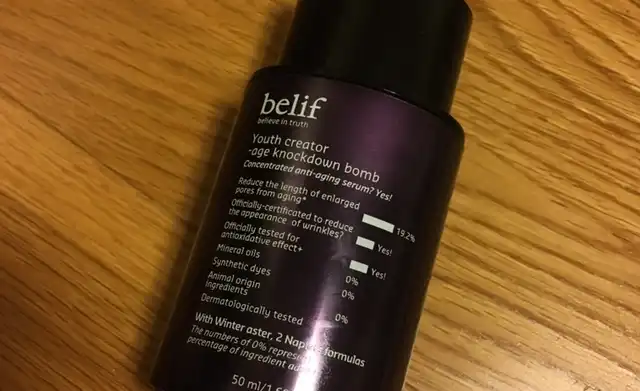 belif
believe in truth
Youth creator
-age knockdown bomb
Concentrated anti-aging serum? Yes!
Reduce the length of enlarged
pores from aging* 19.2%
Officially-certificated to reduce
the appearance of wrinkles? Yes!
Officially tested for
antioxidative effect+ Yes!
Mineral oils 0%
Synthetic dyes 0%
Animal origin
Ingredients 0%
Dermatologically tested
With Winter aster, 2 Napiers formulas
The numbers of 0%
percentage of ingredient
50 ml/1.